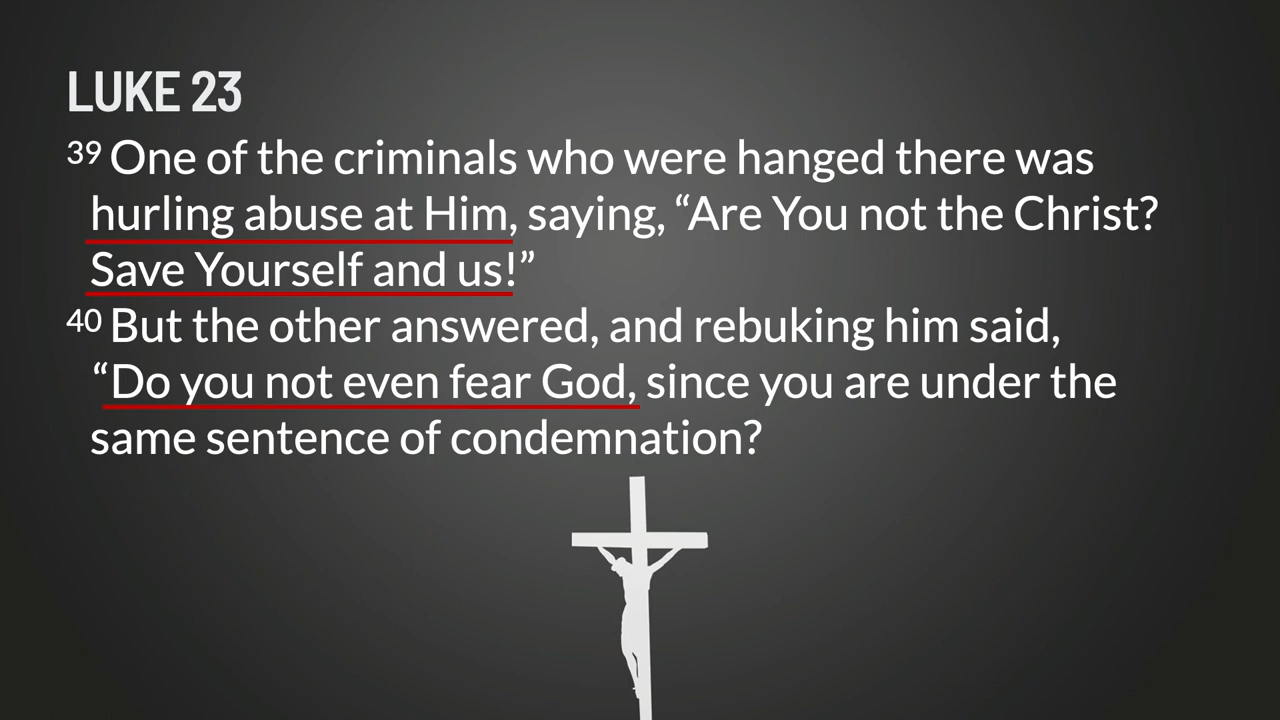 LUKE 23
39 One of the criminals who were hanged there was
hurling abuse at Him, saying, “Are You not the Christ?
Save Yourself and us!”
40 But the other answered, and rebuking him said,
“Do you not even fear God, since you are under the
same sentence of condemnation?